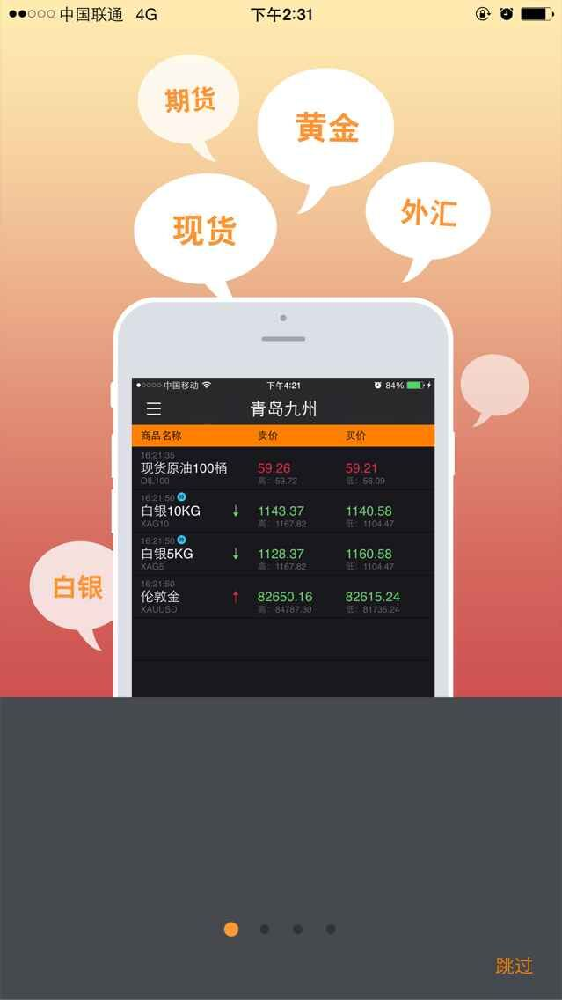 中国联通 4G 下午2:31
期货
黄金
现货
外汇
白银
中国移动 下午4:21 84%
青岛九州
商品名称 卖价 买价
16:21:35
现货原油100桶 59.26 59.21
OIL100 高：59.72 低：56.09
16:21:50
白银10KG ↓ 1143.37 1140.58
XAG10 高：1167.82 低：1104.47
16:21:50
白银5KG ↓ 1128.37 1160.58
XAG5 高：1167.82 低：1104.47
16:21:50
伦敦金 ↑ 82650.16 82615.24
XAUUSD 高：84787.30 低：81735.24
跳过